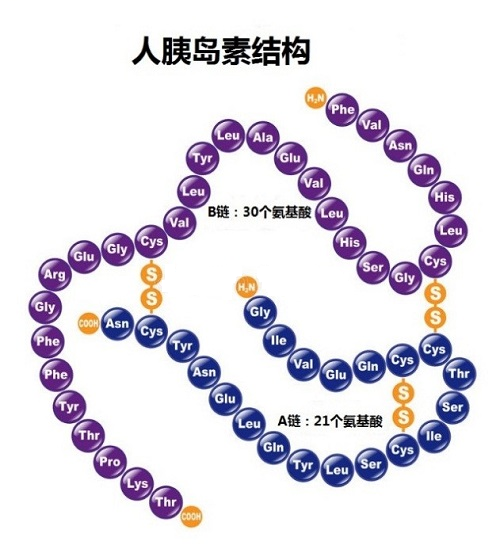 人胰岛素结构
H₂N Phe Val Asn Gln His Leu Cys Gly Ser His Leu Val Glu Ala Leu Tyr Leu Val Cys Gly Glu Arg Gly Phe Phe Tyr Thr Pro Lys Thr COOH
B链：30个氨基酸
S
S
S
S
H₂N Gly Ile Val Glu Gln Cys Cys Thr Ser Ile Cys Ser Leu Tyr Gln Leu Glu Asn Tyr Cys Asn COOH
A链：21个氨基酸
S
S